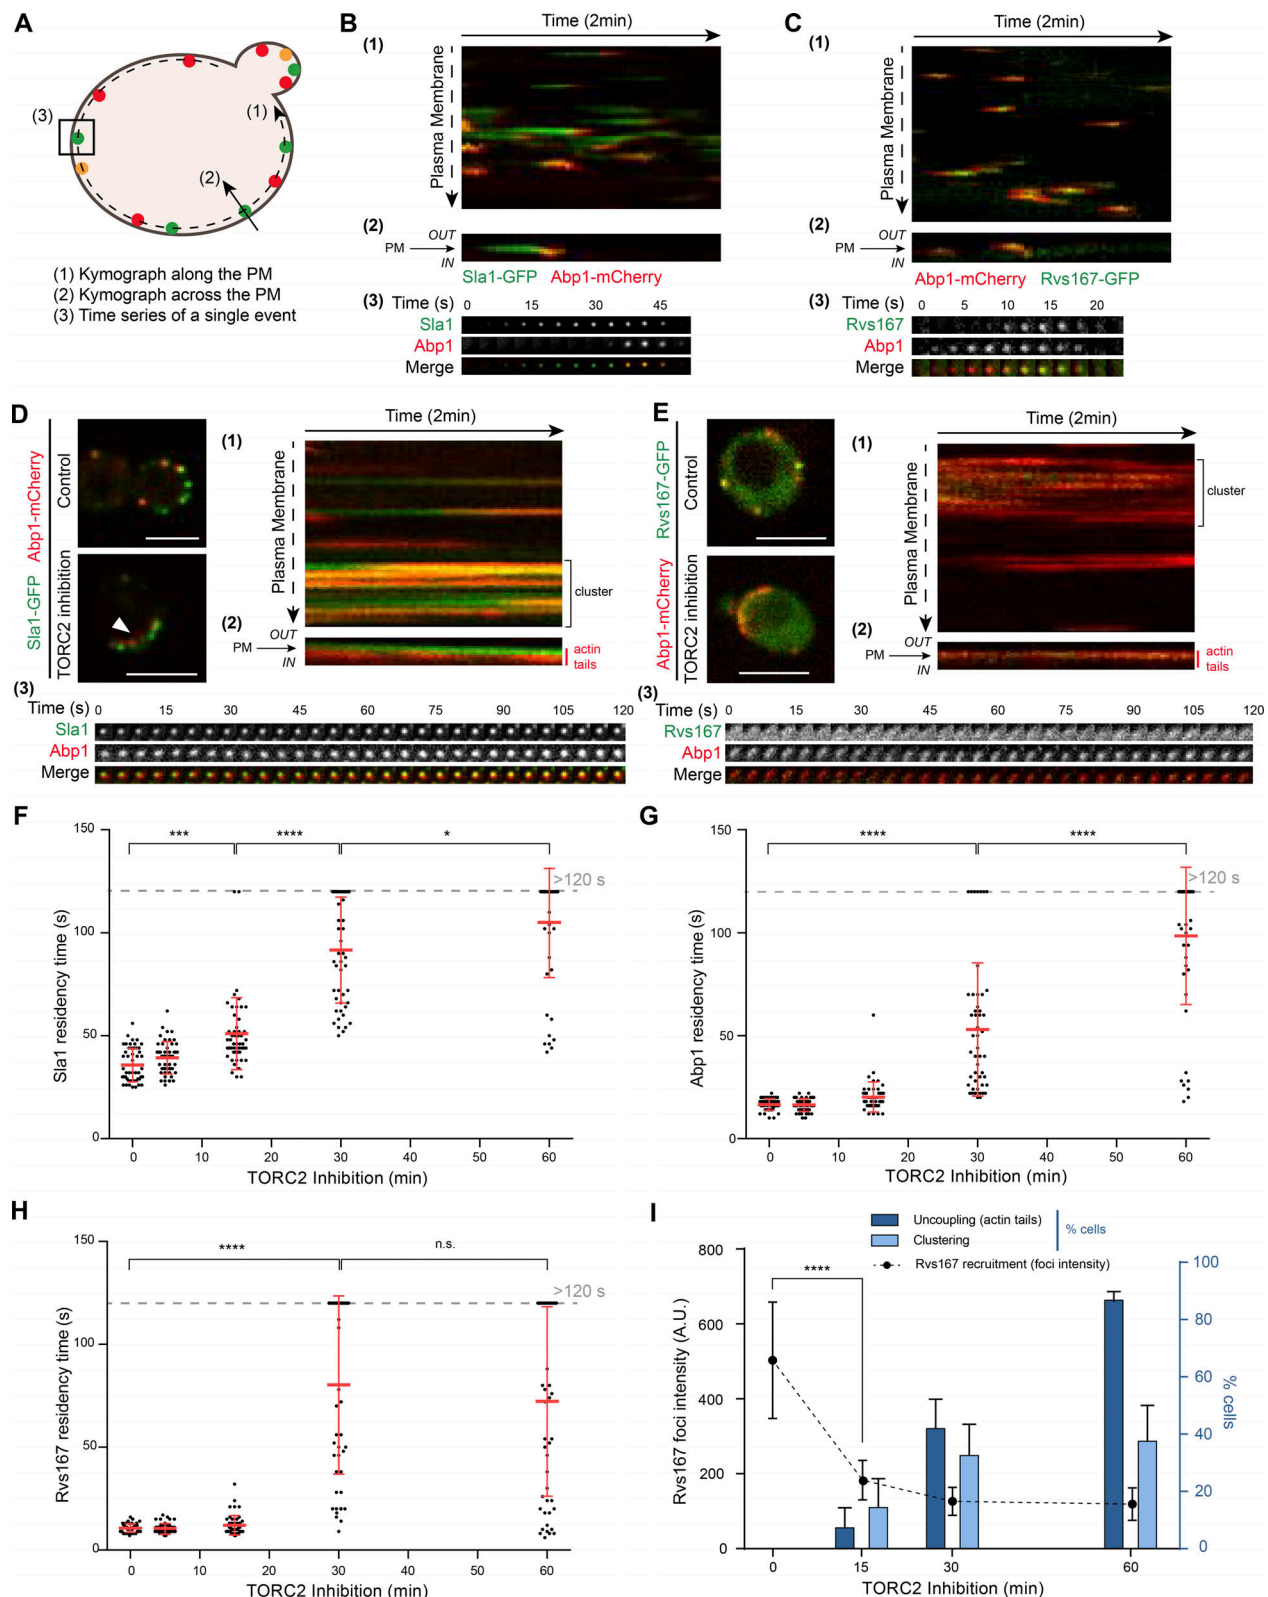 A
(1)
(2)
(3)
(1) Kymograph along the PM
(2) Kymograph across the PM
(3) Time series of a single event
B
Time (2min)
(1)
Plasma Membrane
(2)
OUT
PM
IN
Sla1-GFP Abp1-mCherry
(3) Time (s) 0 15 30 45
Sla1
Abp1
Merge
C
Time (2min)
(1)
Plasma Membrane
(2)
OUT
PM
IN
Abp1-mCherry Rvs167-GFP
(3) Time (s) 0 5 10 15 20
Rvs167
Abp1
Merge
D
Sla1-GFP Abp1-mCherry
Control
TORC2 inhibition
Time (2min)
(1)
Plasma Membrane
cluster
(2)
OUT
PM
IN
actin
tails
(3)
Time (s) 0 15 30 45 60 75 90 105 120
Sla1
Abp1
Merge
E
Abp1-mCherry Rvs167-GFP
Control
TORC2 inhibition
Time (2min)
(1)
Plasma Membrane
cluster
(2)
OUT
PM
IN
actin
tails
(3)
Time (s) 0 15 30 45 60 75 90 105 120
Rvs167
Abp1
Merge
F
Sla1 residency time (s)
150
100
50
0
*** **** *
>120 s
0 10 20 30 40 50 60
TORC2 Inhibition (min)
G
Abp1 residency time (s)
150
100
50
0
**** ****
>120 s
0 10 20 30 40 50 60
TORC2 Inhibition (min)
H
Rvs167 residency time (s)
150
100
50
0
**** n.s.
>120 s
0 10 20 30 40 50 60
TORC2 Inhibition (min)
I
Uncoupling (actin tails)
Clustering
% cells
Rvs167 recruitment (foci intensity)
Rvs167 foci intensity (A.U.)
800
600
400
200
0
****
100
80
60
40
20
0
% cells
0 15 30 60
TORC2 Inhibition (min)